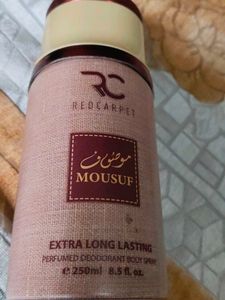 RC
REDCARPET
موصوف
MOUSUF
EXTRA LONG LASTING
PERFUMED DEODORANT BODY SPRAY
e 250ml 8.5 fl. oz.